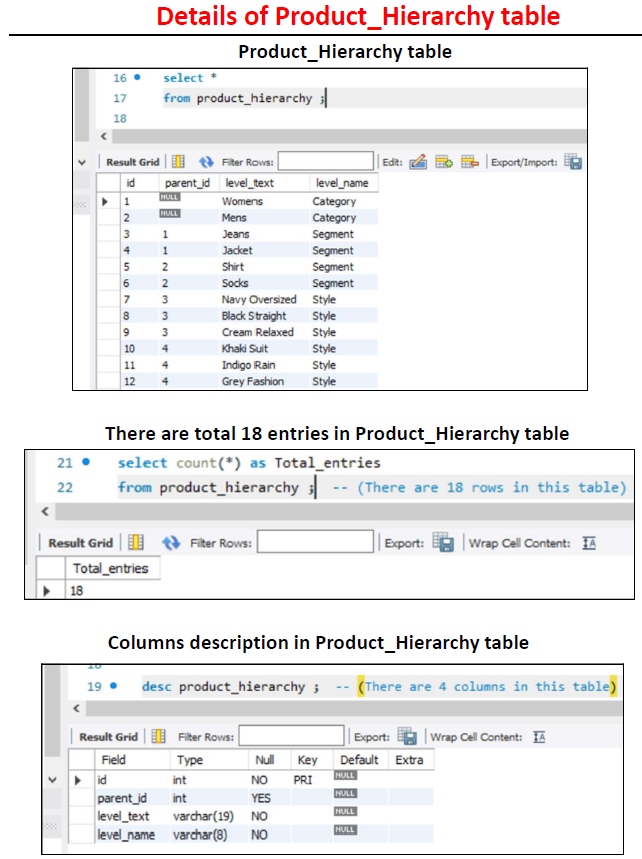 Details of Product_Hierarchy table
Product_Hierarchy table
16 select *
17 from product_hierarchy ;
18
Result Grid Filter Rows: Edit: Export/Import:
id parent_id level_text level_name
1 NULL Womens Category
2 NULL Mens Category
3 1 Jeans Segment
4 1 Jacket Segment
5 2 Shirt Segment
6 2 Socks Segment
7 3 Navy Oversized Style
8 3 Black Straight Style
9 3 Cream Relaxed Style
10 4 Khaki Suit Style
11 4 Indigo Rain Style
12 4 Grey Fashion Style
There are total 18 entries in Product_Hierarchy table
21 select count(*) as Total_entries
22 from product_hierarchy ; -- (There are 18 rows in this table)
Result Grid Filter Rows: Export: Wrap Cell Content: IA
Total_entries
18
Columns description in Product_Hierarchy table
19 desc product_hierarchy ; -- (There are 4 columns in this table)
Result Grid Filter Rows: Export: Wrap Cell Content: IA
Field Type Null Key Default Extra
id int NO PRI NULL
parent_id int YES NULL
level_text varchar(19) NO NULL
level_name varchar(8) NO NULL